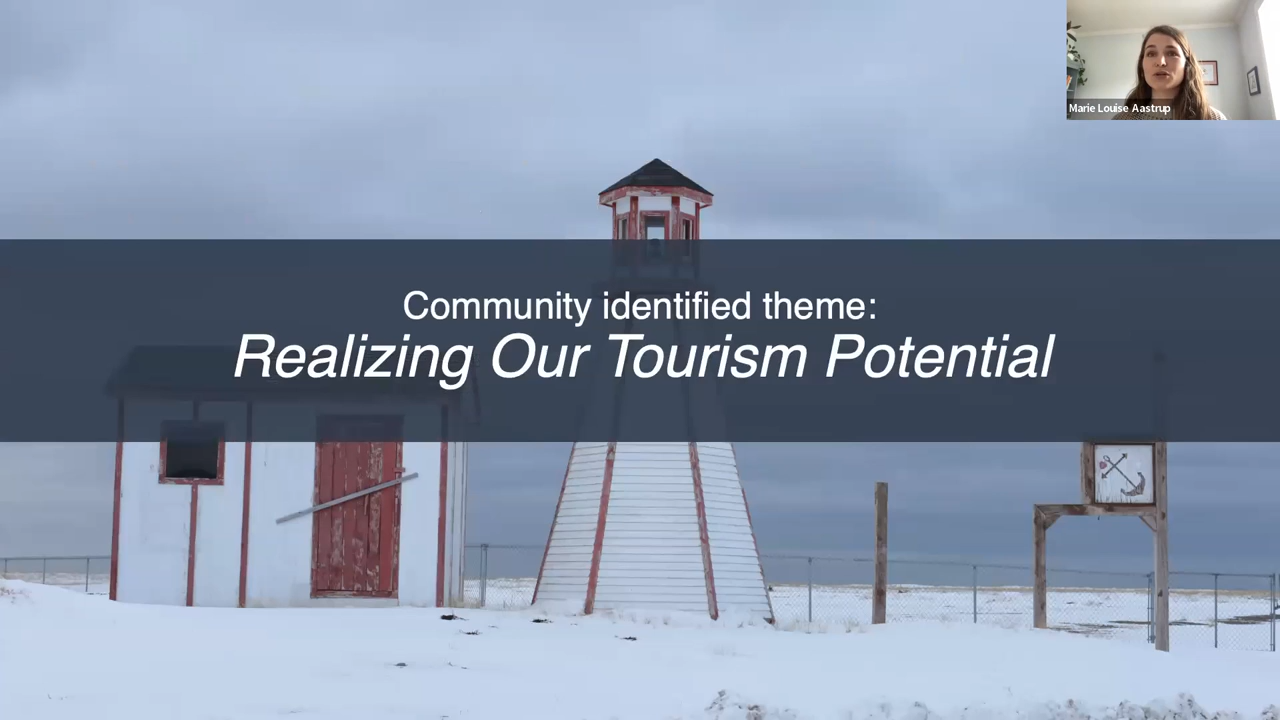 Marie Louise Aastrup
Community identified theme:
Realizing Our Tourism Potential